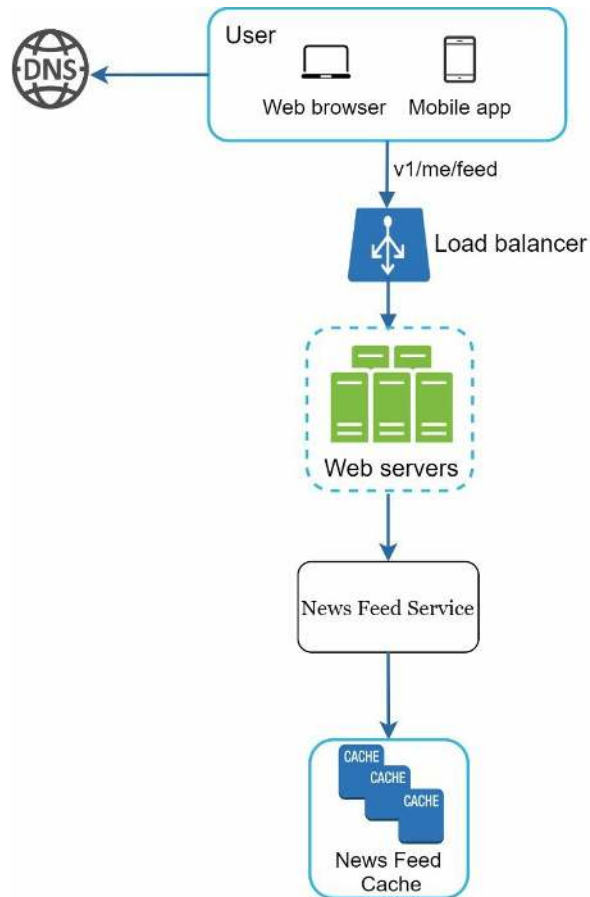 User
DNS
Web browser
Mobile app
v1/me/feed
Load balancer
Web servers
News Feed Service
CACHE
CACHE
CACHE
News Feed
Cache